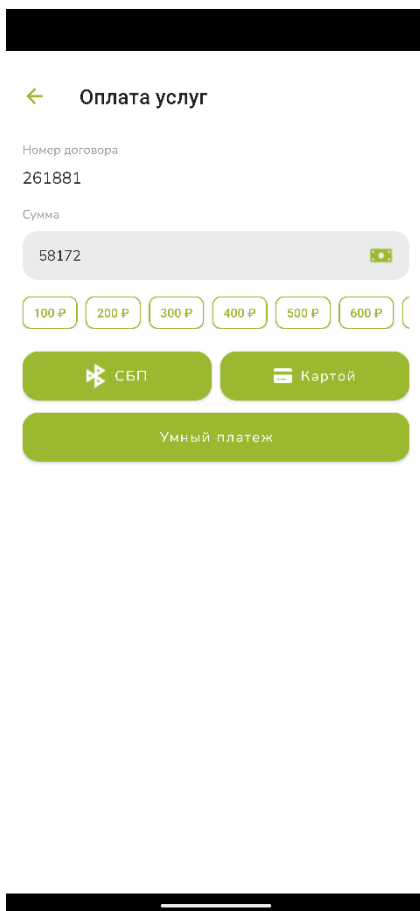 Оплата услуг
Номер договора
261881
Сумма
58172
100 ₽ 200 ₽ 300 ₽ 400 ₽ 500 ₽ 600 ₽
СБП Картой
Умный платеж